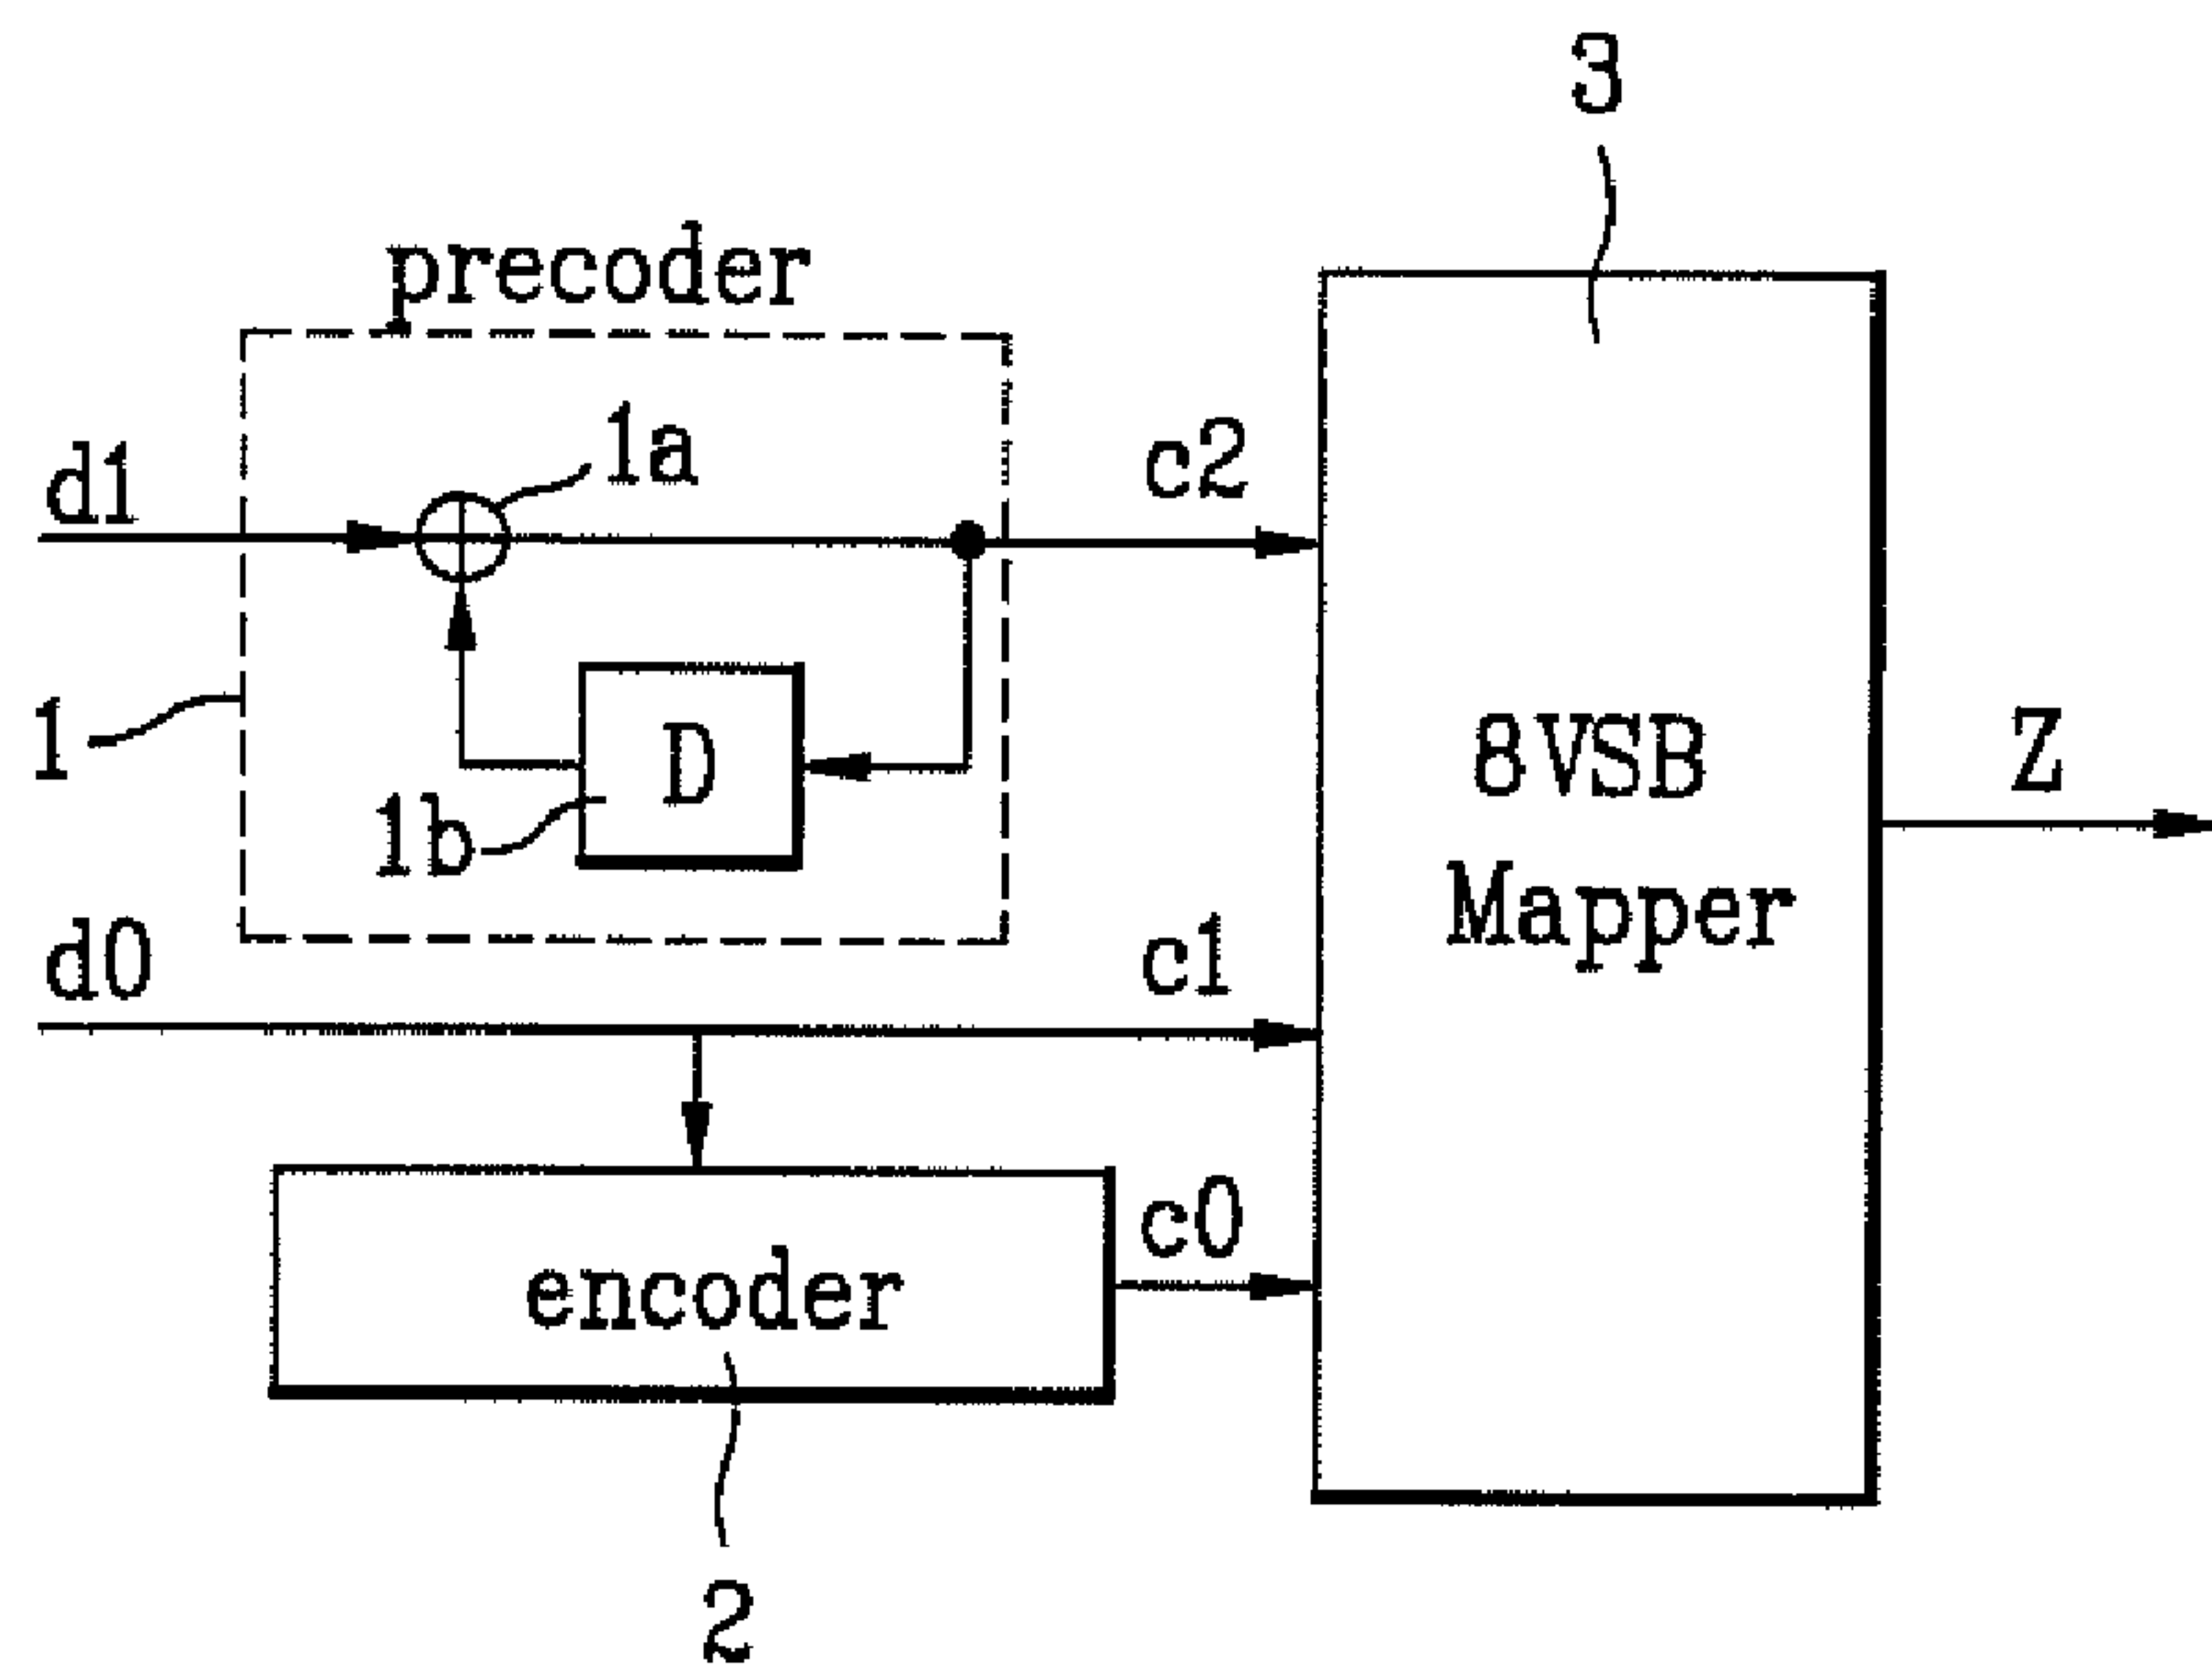 3
precoder
1a
d1
c2
1
D
1b
8VSB
Mapper
Z
d0
c1
encoder
c0
2